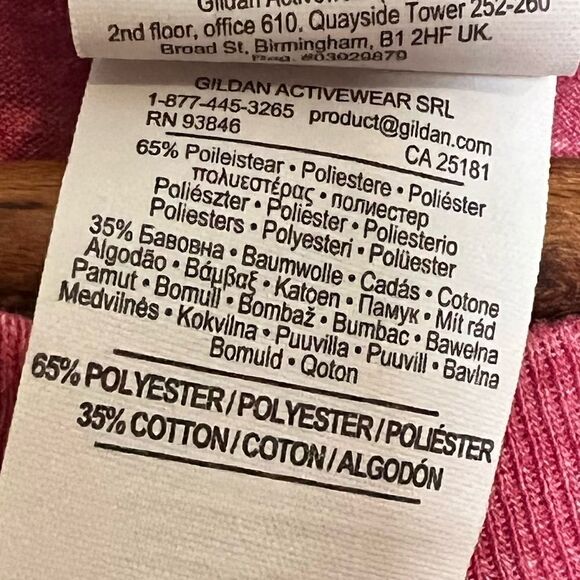 2nd floor, office 610, Quayside Tower 252-260
Broad St, Birmingham, B1 2HF UK.
GILDAN ACTIVEWEAR SRL
1-877-445-3265 product@gildan.com
RN 93846 CA 25181
65% Poileistear • Poliestere • Poliéster
πολυεστέρας • полиестер
Poliészter • Poliester • Poliesterio
Poliesters • Polyesteri • Polüester
35% Бавовна • Baumwolle • Cadás • Cotone
Algodão • Βάμβαξ • Katoen • Памук • Mit rád
Pamut • Bomull • Bombaž • Bumbac • Bawełna
Medvilnės • Kokvilna • Puuvilla • Puuvill • Bavlna
Bomuld • Qoton
65% POLYESTER/POLYESTER/POLIÉSTER
35% COTTON/COTON/ALGODÓN